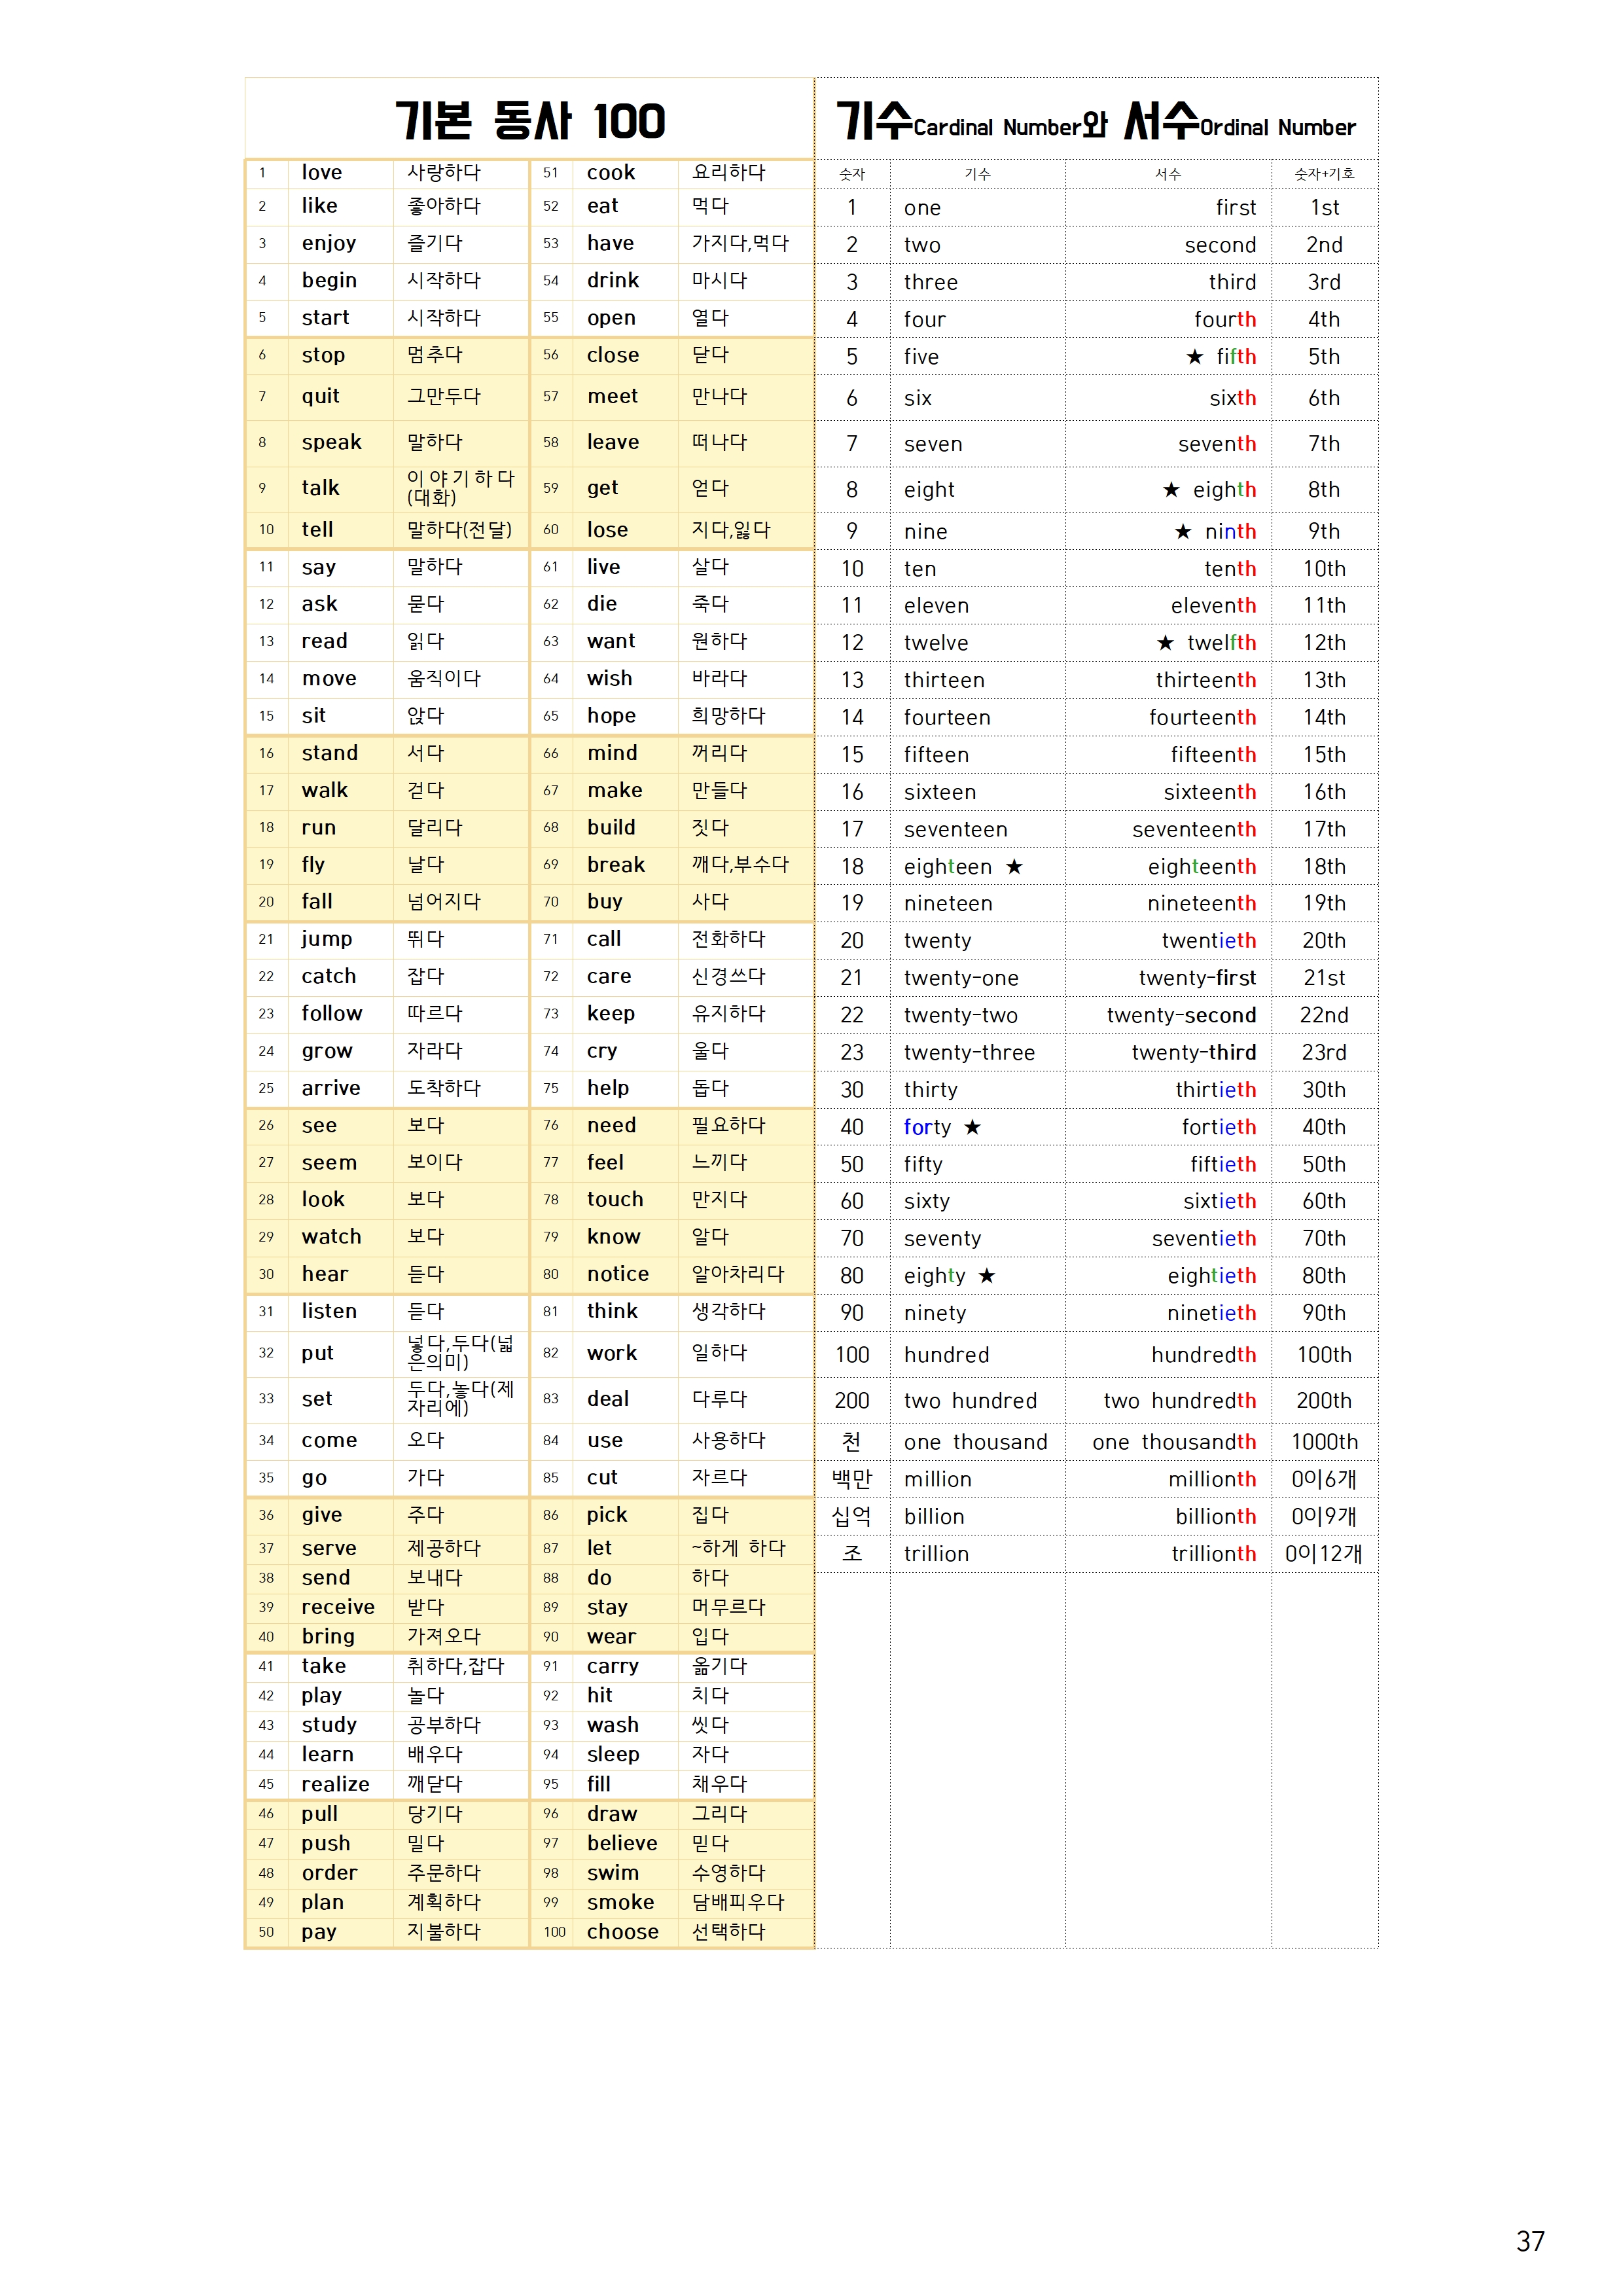 기본 동사 100
1 love 사랑하다 51 cook 요리하다
2 like 좋아하다 52 eat 먹다
3 enjoy 즐기다 53 have 가지다,먹다
4 begin 시작하다 54 drink 마시다
5 start 시작하다 55 open 열다
6 stop 멈추다 56 close 닫다
7 quit 그만두다 57 meet 만나다
8 speak 말하다 58 leave 떠나다
9 talk 이야기하다
(대화) 59 get 얻다
10 tell 말하다(전달) 60 lose 지다,잃다
11 say 말하다 61 live 살다
12 ask 묻다 62 die 죽다
13 read 읽다 63 want 원하다
14 move 움직이다 64 wish 바라다
15 sit 앉다 65 hope 희망하다
16 stand 서다 66 mind 꺼리다
17 walk 걷다 67 make 만들다
18 run 달리다 68 build 짓다
19 fly 날다 69 break 깨다,부수다
20 fall 넘어지다 70 buy 사다
21 jump 뛰다 71 call 전화하다
22 catch 잡다 72 care 신경쓰다
23 follow 따르다 73 keep 유지하다
24 grow 자라다 74 cry 울다
25 arrive 도착하다 75 help 돕다
26 see 보다 76 need 필요하다
27 seem 보이다 77 feel 느끼다
28 look 보다 78 touch 만지다
29 watch 보다 79 know 알다
30 hear 듣다 80 notice 알아차리다
31 listen 듣다 81 think 생각하다
32 put 넣다,두다(넓
은의미) 82 work 일하다
33 set 두다,놓다(제
자리에) 83 deal 다루다
34 come 오다 84 use 사용하다
35 go 가다 85 cut 자르다
36 give 주다 86 pick 집다
37 serve 제공하다 87 let ~하게 하다
38 send 보내다 88 do 하다
39 receive 받다 89 stay 머무르다
40 bring 가져오다 90 wear 입다
41 take 취하다,잡다 91 carry 옮기다
42 play 놀다 92 hit 치다
43 study 공부하다 93 wash 씻다
44 learn 배우다 94 sleep 자다
45 realize 깨닫다 95 fill 채우다
46 pull 당기다 96 draw 그리다
47 push 밀다 97 believe 믿다
48 order 주문하다 98 swim 수영하다
49 plan 계획하다 99 smoke 담배피우다
50 pay 지불하다 100 choose 선택하다
기수Cardinal Number와 서수Ordinal Number
숫자 기수 서수 숫자+기호
1 one first 1st
2 two second 2nd
3 three third 3rd
4 four fourth 4th
5 five ★ fifth 5th
6 six sixth 6th
7 seven seventh 7th
8 eight ★ eighth 8th
9 nine ★ ninth 9th
10 ten tenth 10th
11 eleven eleventh 11th
12 twelve ★ twelfth 12th
13 thirteen thirteenth 13th
14 fourteen fourteenth 14th
15 fifteen fifteenth 15th
16 sixteen sixteenth 16th
17 seventeen seventeenth 17th
18 eighteen ★ eighteenth 18th
19 nineteen nineteenth 19th
20 twenty twentieth 20th
21 twenty-one twenty-first 21st
22 twenty-two twenty-second 22nd
23 twenty-three twenty-third 23rd
30 thirty thirtieth 30th
40 forty ★ fortieth 40th
50 fifty fiftieth 50th
60 sixty sixtieth 60th
70 seventy seventieth 70th
80 eighty ★ eightieth 80th
90 ninety ninetieth 90th
100 hundred hundredth 100th
200 two hundred two hundredth 200th
천 one thousand one thousandth 1000th
백만 million millionth 0이6개
십억 billion billionth 0이9개
조 trillion trillionth 0이12개
37